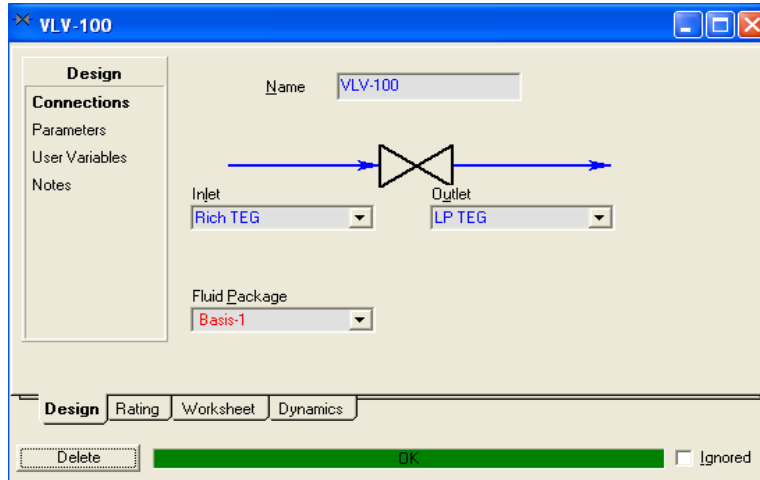 VLV-100
Design
Connections
Parameters
User Variables
Notes
Name VLV-100
Inlet Outlet
Rich TEG LP TEG
Fluid Package
Basis-1
Design Rating Worksheet Dynamics
Delete OK Ignored